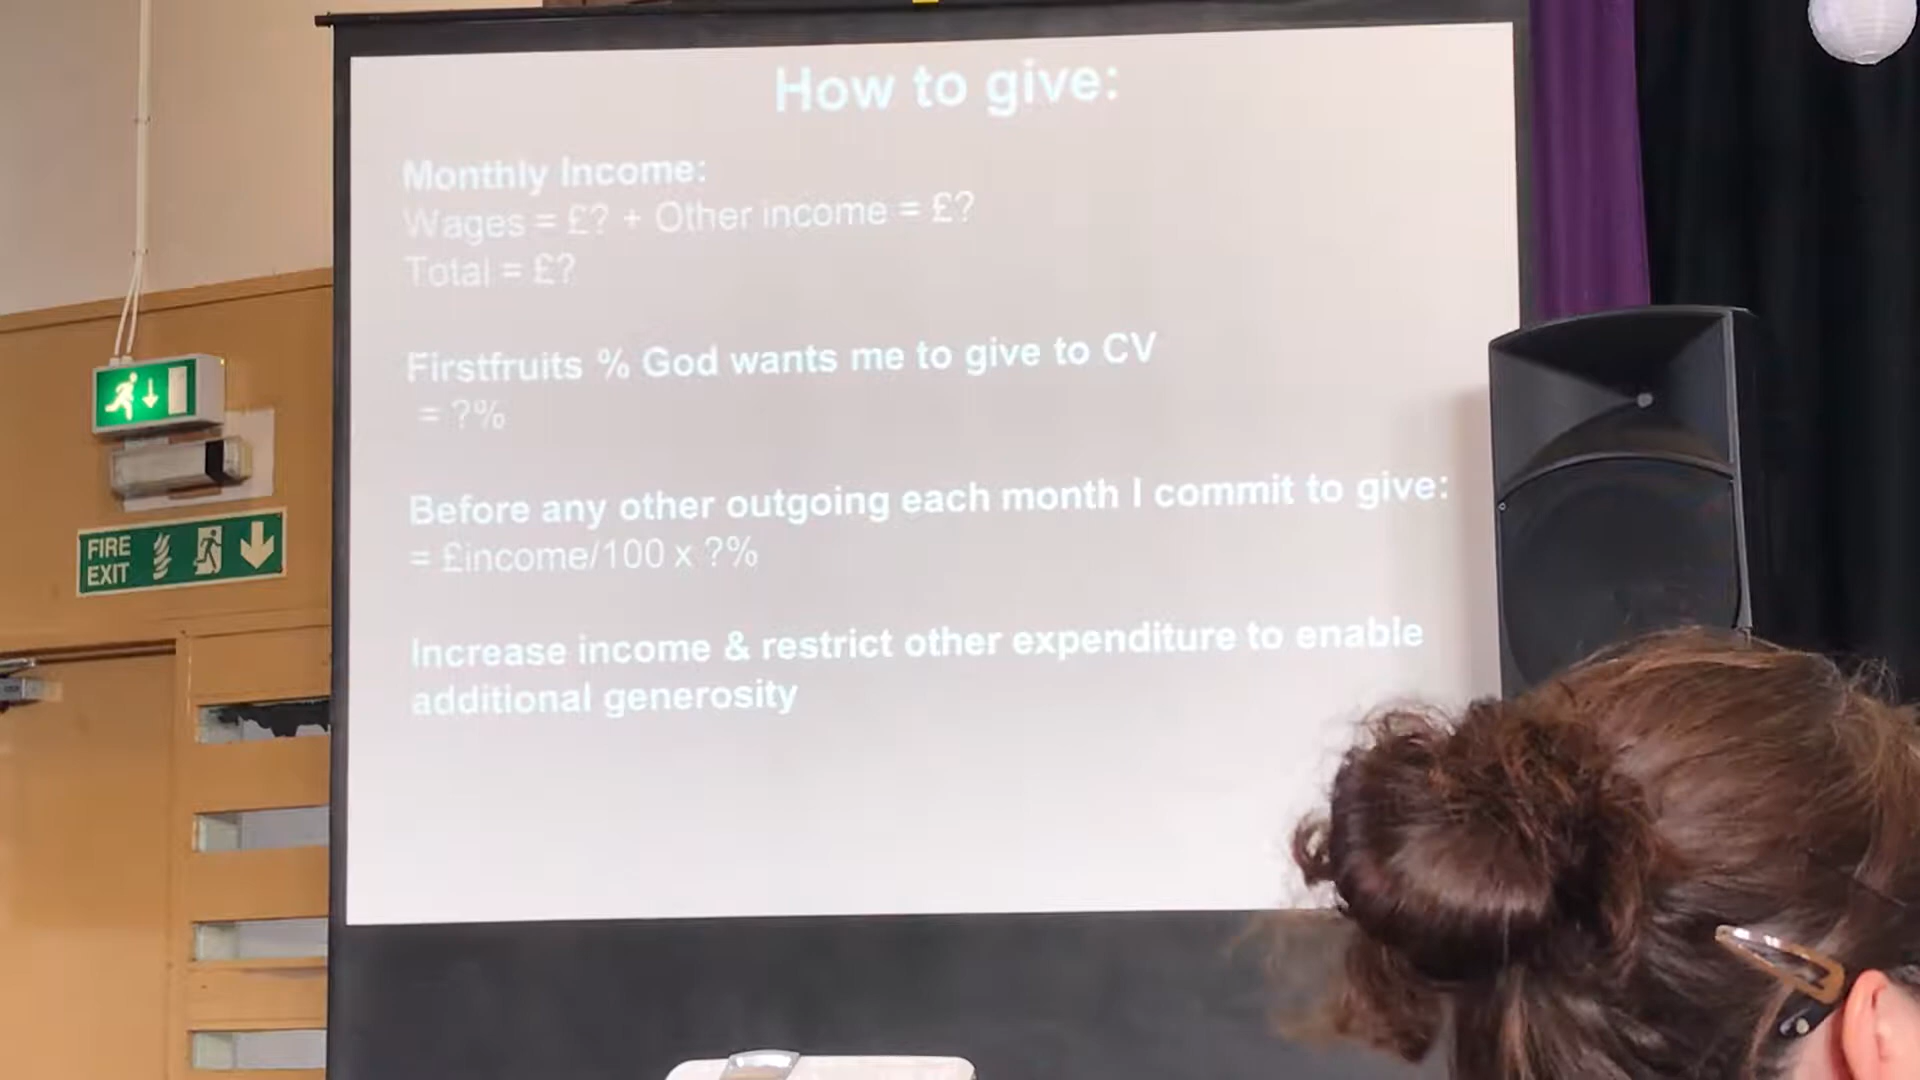 How to give:
Monthly Income:
Wages = £? + Other income = £?
Total = £?
Firstfruits % God wants me to give to CV
= ?%
Before any other outgoing each month I commit to give:
= £income/100 x ?%
Increase income & restrict other expenditure to enable
additional generosity
FIRE
EXIT